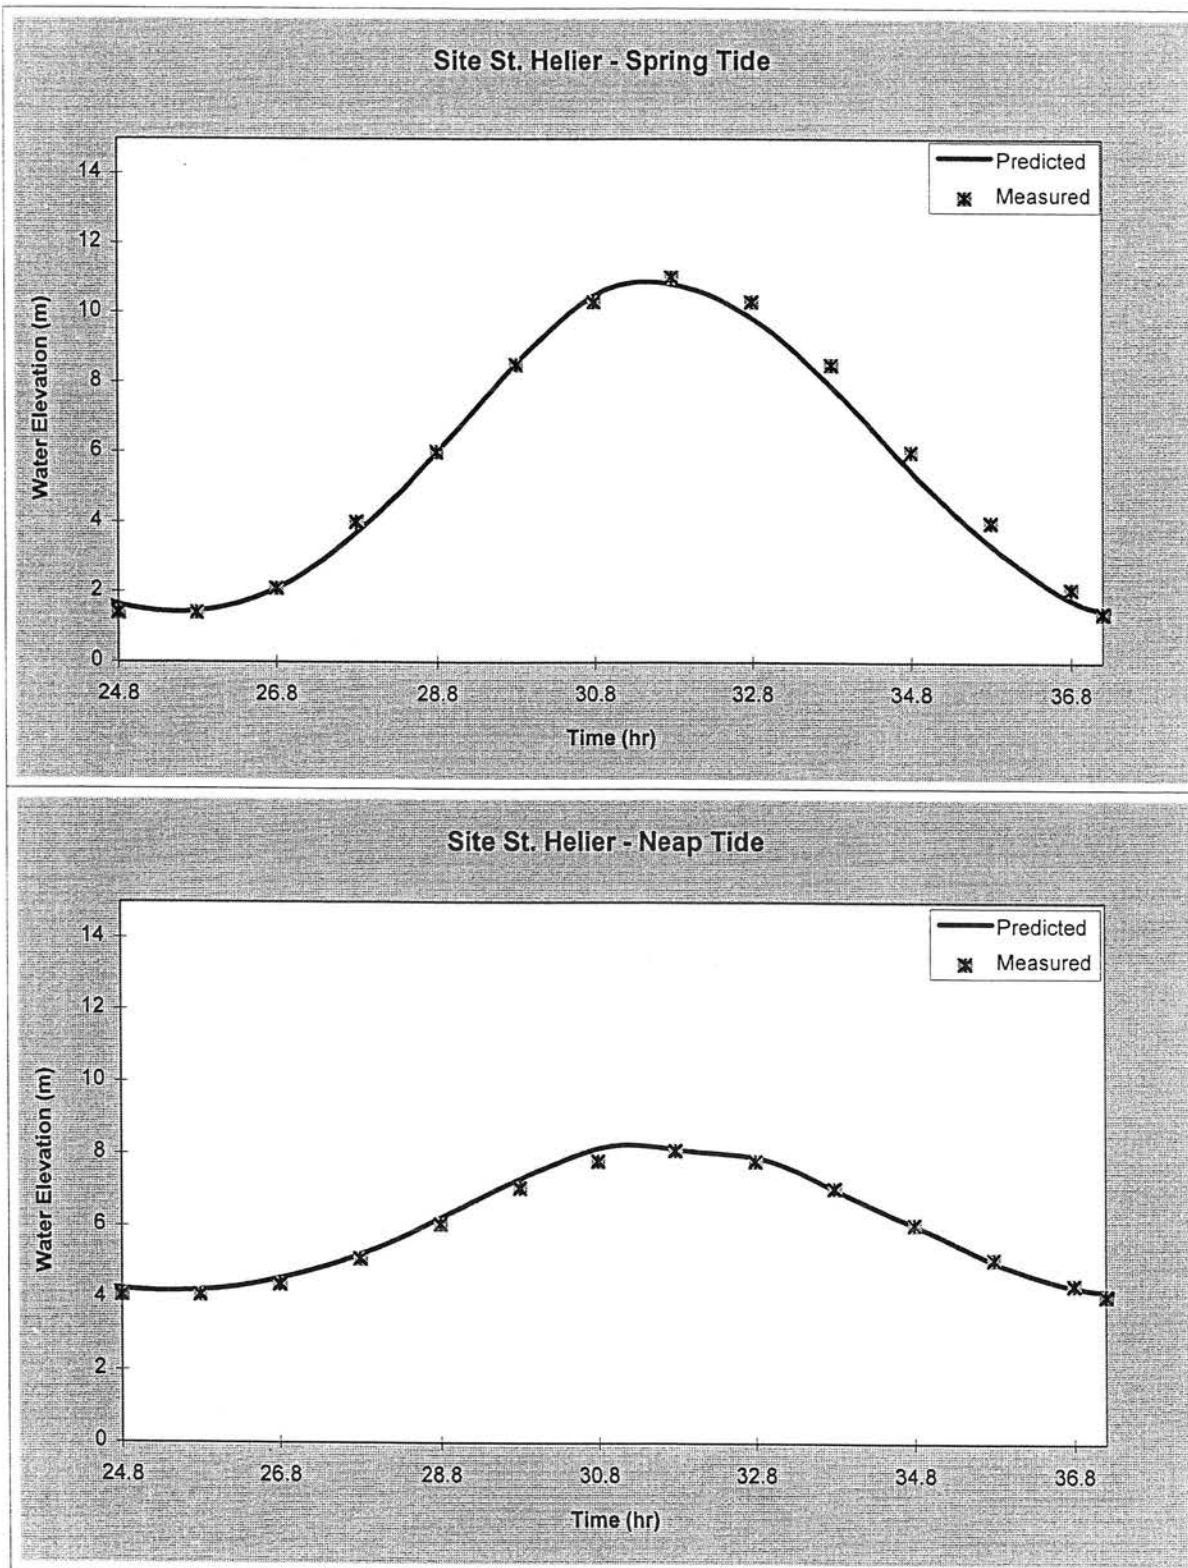 Site St. Helier - Spring Tide
Predicted
Measured
14
12
10
8
6
4
2
0
Water Elevation (m)
24.8 26.8 28.8 30.8 32.8 34.8 36.8
Time (hr)
Site St. Helier - Neap Tide
Predicted
Measured
14
12
10
8
6
4
2
0
Water Elevation (m)
24.8 26.8 28.8 30.8 32.8 34.8 36.8
Time (hr)